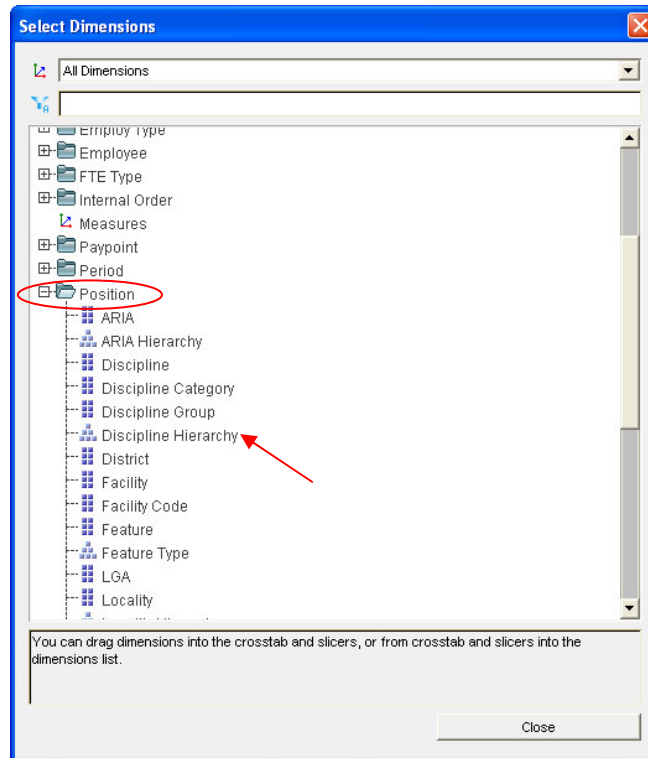 Select Dimensions
All Dimensions
Employ Type
Employee
FTE Type
Internal Order
Measures
Paypoint
Period
Position
ARIA
ARIA Hierarchy
Discipline
Discipline Category
Discipline Group
Discipline Hierarchy
District
Facility
Facility Code
Feature
Feature Type
LGA
Locality
You can drag dimensions into the crosstab and slicers, or from crosstab and slicers into the
dimensions list.
Close